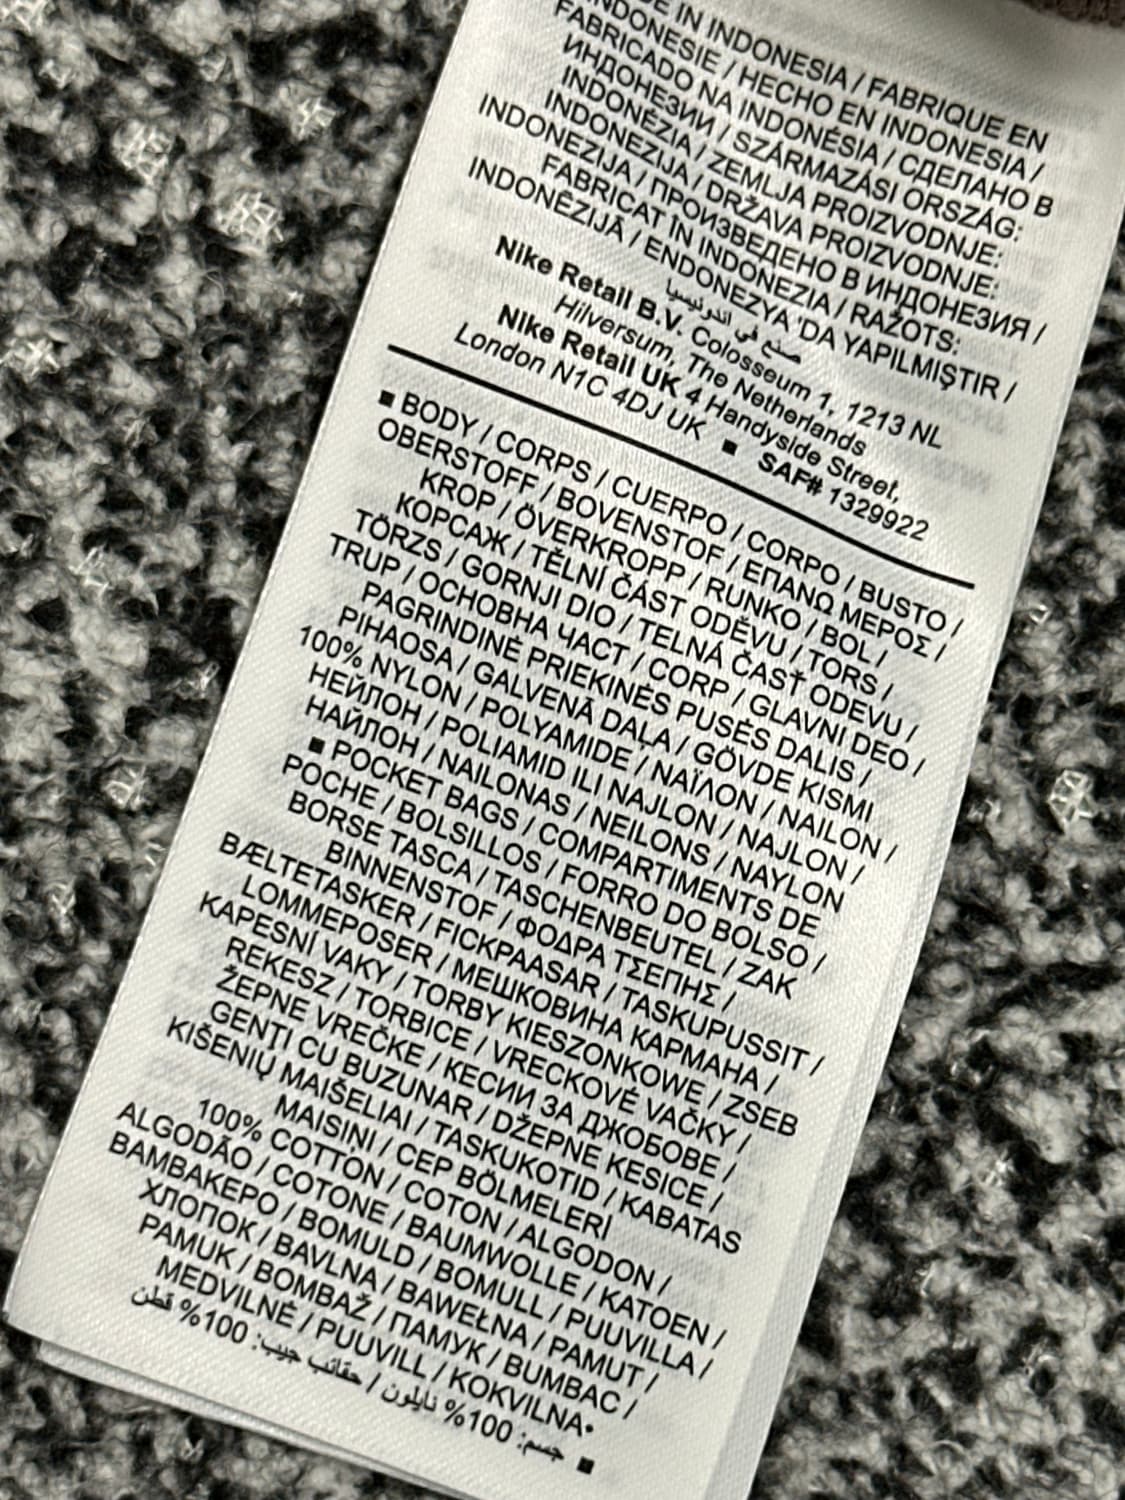 IN INDONESIA / FABRIQUE EN
INDONESIE / HECHO EN INDONESIA /
FABRICADO NA INDONÉSIA / СДЕЛАНО В
ИНДОНЕЗИИ / SZÁRMAZÁSI ORSZÁG:
INDONÉZIA / ZEMLJA PROIZVODNJE:
INDONEZIJA / DRŽAVA PROIZVODNJE:
INDONEZIJA / ПРОИЗВЕДЕНО В ИНДОНЕЗИЯ /
FABRICAT ÎN INDONEZIA / RAŽOTS:
INDONĒZIJĀ / ENDONEZYA 'DA YAPILMIŞTIR /
صنع في اندونيسيا
Nike Retail B.V. Colosseum 1, 1213 NL
Hilversum, The Netherlands
Nike Retail UK 4 Handyside Street,
London N1C 4DJ UK ▪ SAF# 1329922
▪ BODY / CORPS / CUERPO / CORPO / BUSTO /
OBERSTOFF / BOVENSTOF / ΕΠΑΝΩ ΜΕΡΟΣ /
KROP / ÖVERKROPP / RUNKO / BOL /
КОРСАЖ / TĚLNÍ ČÁST ODĚVU / TORS /
TÖRZS / GORNJI DIO / TELNÁ ČASŤ ODEVU /
TRUP / ОСНОВНА ЧАСТ / CORP / GLAVNI DEO /
PAGRINDINĖ PRIEKINĖS PUSĖS DALIS /
PIHAOSA / GALVENĀ DAĻA / GÖVDE KISMI
100% NYLON / POLYAMIDE / ΝΑΪΛΟΝ / NAILON /
НЕЙЛОН / POLIAMID ILI NAJLON / NAJLON /
НАЙЛОН / NAILONAS / NEILONS / NAYLON
▪ POCKET BAGS / COMPARTIMENTS DE
POCHE / BOLSILLOS / FORRO DO BOLSO /
BORSE TASCA / TASCHENBEUTEL / ZAK
BINNENSTOF / ΦΟΔΡΑ ΤΣΕΠΗΣ /
BÆLTETASKER / FICKPAASAR / TASKUPUSSIT /
LOMMEPOSER / МЕШКОВИНА КАРМАНА /
KAPESNÍ VAKY / TORBY KIESZONKOWE / ZSEB
REKESZ / TORBICE / VRECKOVÉ VAČKY /
ŽEPNE VREČKE / КЕСИИ ЗА ДЖОБОВЕ /
GENŢI CU BUZUNAR / DŽEPNE KESICE /
KIŠENIŲ MAIŠELIAI / TASKUKOTID / KABATAS
MAISIŅI / CEP BÖLMELERİ
100% COTTON / COTON / ALGODON /
ALGODÃO / COTONE / BAUMWOLLE / KATOEN /
ΒΑΜΒΑΚΕΡΟ / BOMULD / BOMULL / PUUVILLA /
ХЛОПОК / BAVLNA / BAWEŁNA / PAMUT /
PAMUK / BOMBAŽ / ПАМУК / BUMBAC /
MEDVILNĖ / PUUVILL / KOKVILNA•
▪ جسم: 100% نايلون / حقائب جيب: 100% قطن